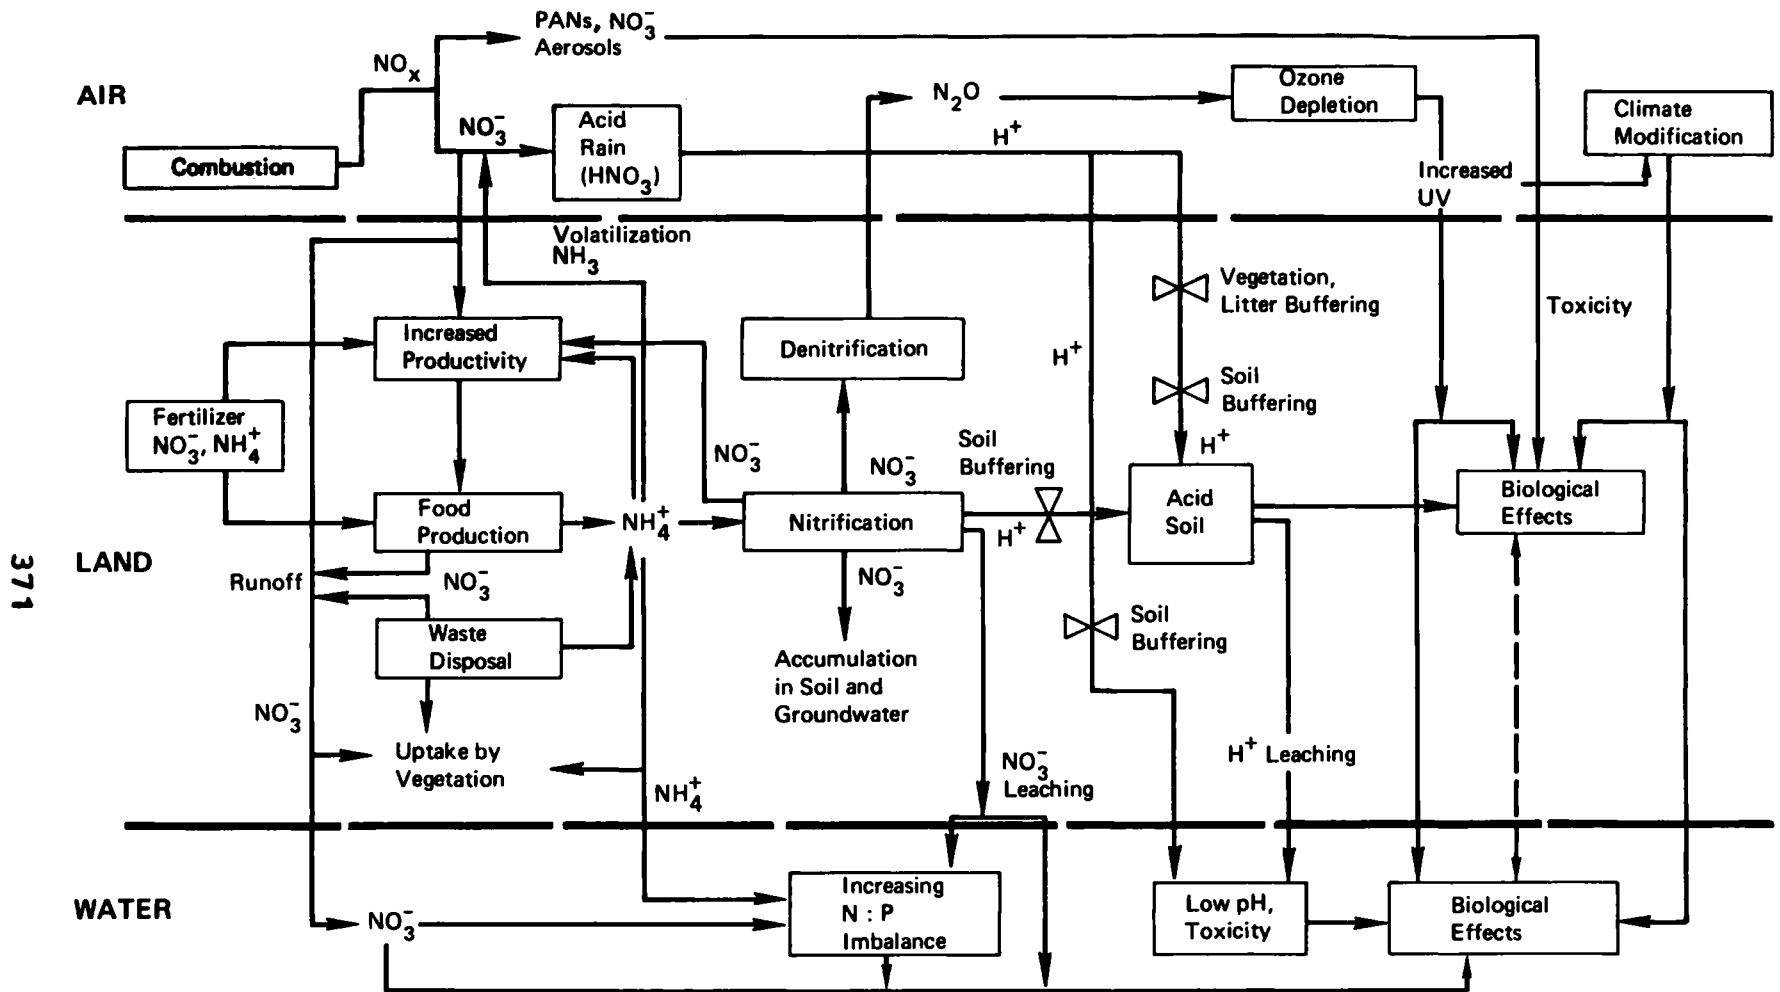 PANs, NO₃⁻
Aerosols
NOₓ
AIR
N₂O
Ozone
Depletion
Climate
Modification
NO₃⁻
Acid
Rain
(HNO₃)
H⁺
Combustion
Increased
UV
Volatilization
NH₃
Vegetation,
Litter Buffering
Toxicity
Increased
Productivity
Denitrification
H⁺
Soil
Buffering
Fertilizer
NO₃⁻, NH₄⁺
NO₃⁻
NO₃⁻
Soil
Buffering
H⁺
Food
Production
NH₄⁺
Nitrification
H⁺
Acid
Soil
Biological
Effects
LAND
371
Runoff
NO₃⁻
NO₃⁻
Waste
Disposal
Soil
Buffering
Accumulation
in Soil and
Groundwater
NO₃⁻
Uptake by
Vegetation
NH₄⁺
NO₃⁻
Leaching
H⁺ Leaching
WATER
NO₃⁻
Increasing
N : P
Imbalance
Low pH,
Toxicity
Biological
Effects